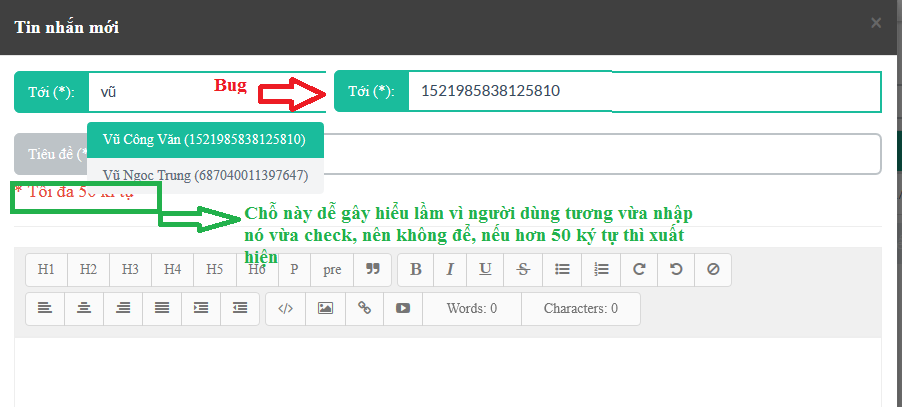 Tin nhắn mới ×
Tới (*): vũ Bug Tới (*): 1521985838125810
Vũ Công Văn (1521985838125810)
Tiêu đề (*
Vũ Ngọc Trung (687040011397647)
* Tối đa 50 kí tự
Chỗ này dễ gây hiểu lầm vì người dùng tương vừa nhập
nó vừa check, nên không để, nếu hơn 50 ký tự thì xuất
hiện
H1 H2 H3 H4 H5 H6 P pre B I U S
Words: 0 Characters: 0